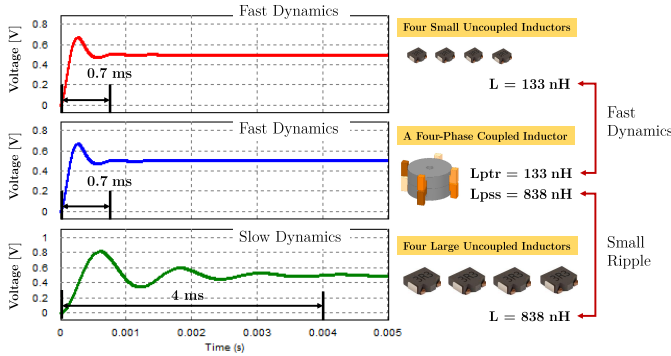 Fast Dynamics
Voltage [V]
0.8
0.6
0.4
0.2
0
0.7 ms
Four Small Uncoupled Inductors
L = 133 nH
Fast Dynamics
Voltage [V]
0.8
0.6
0.4
0.2
0
0.7 ms
A Four-Phase Coupled Inductor
Lptr = 133 nH
Lpss = 838 nH
Fast
Dynamics
Slow Dynamics
Voltage [V]
1
0.8
0.6
0.4
0.2
0
4 ms
Four Large Uncoupled Inductors
L = 838 nH
Small
Ripple
0 0.001 0.002 0.003 0.004 0.005
Time (s)